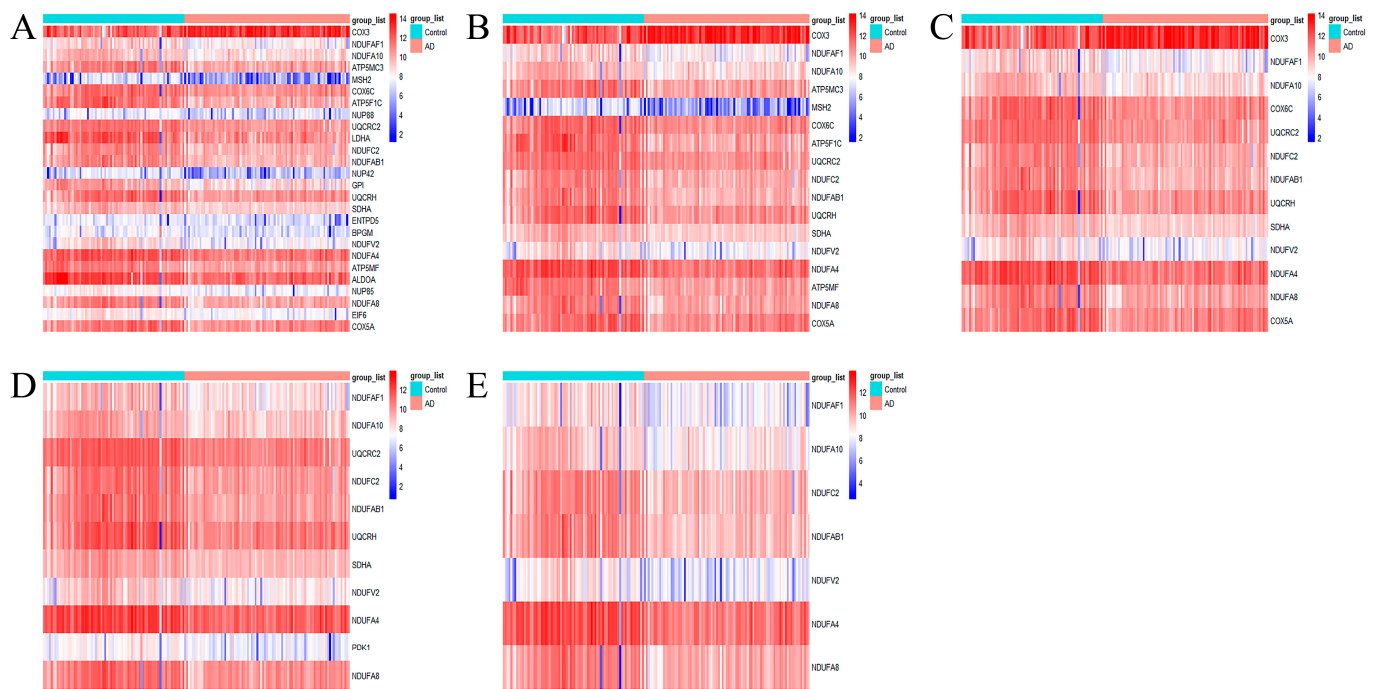 A
group_list
COX3
NDUFAF1
NDUFA10
ATP5MC3
MSH2
COX6C
ATP5F1C
NUP88
UQCRC2
LDHA
NDUFC2
NDUFAB1
NUP42
GPI
UQCRH
SDHA
ENTPD5
BPGM
NDUFV2
NDUFA4
ATP5MF
ALDOA
NUP85
NDUFA8
EIF6
COX5A
14
12
10
8
6
4
2
group_list
Control
AD
B
group_list
COX3
NDUFAF1
NDUFA10
ATP5MC3
MSH2
COX6C
ATP5F1C
UQCRC2
NDUFC2
NDUFAB1
UQCRH
SDHA
NDUFV2
NDUFA4
ATP5MF
NDUFA8
COX5A
14
12
10
8
6
4
2
group_list
Control
AD
C
group_list
COX3
NDUFAF1
NDUFA10
COX6C
UQCRC2
NDUFC2
NDUFAB1
UQCRH
SDHA
NDUFV2
NDUFA4
NDUFA8
COX5A
14
12
10
8
6
4
2
group_list
Control
AD
D
group_list
NDUFAF1
NDUFA10
UQCRC2
NDUFC2
NDUFAB1
UQCRH
SDHA
NDUFV2
NDUFA4
PDK1
NDUFA8
12
10
8
6
4
2
group_list
Control
AD
E
group_list
NDUFAF1
NDUFA10
NDUFC2
NDUFAB1
NDUFV2
NDUFA4
NDUFA8
12
10
8
6
4
group_list
Control
AD